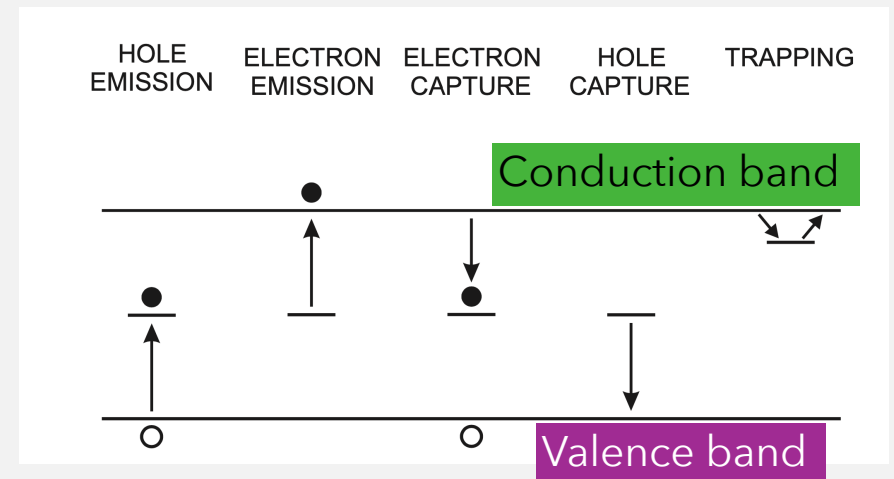 HOLE
EMISSION
ELECTRON
EMISSION
ELECTRON
CAPTURE
HOLE
CAPTURE
TRAPPING
Conduction band
Valence band